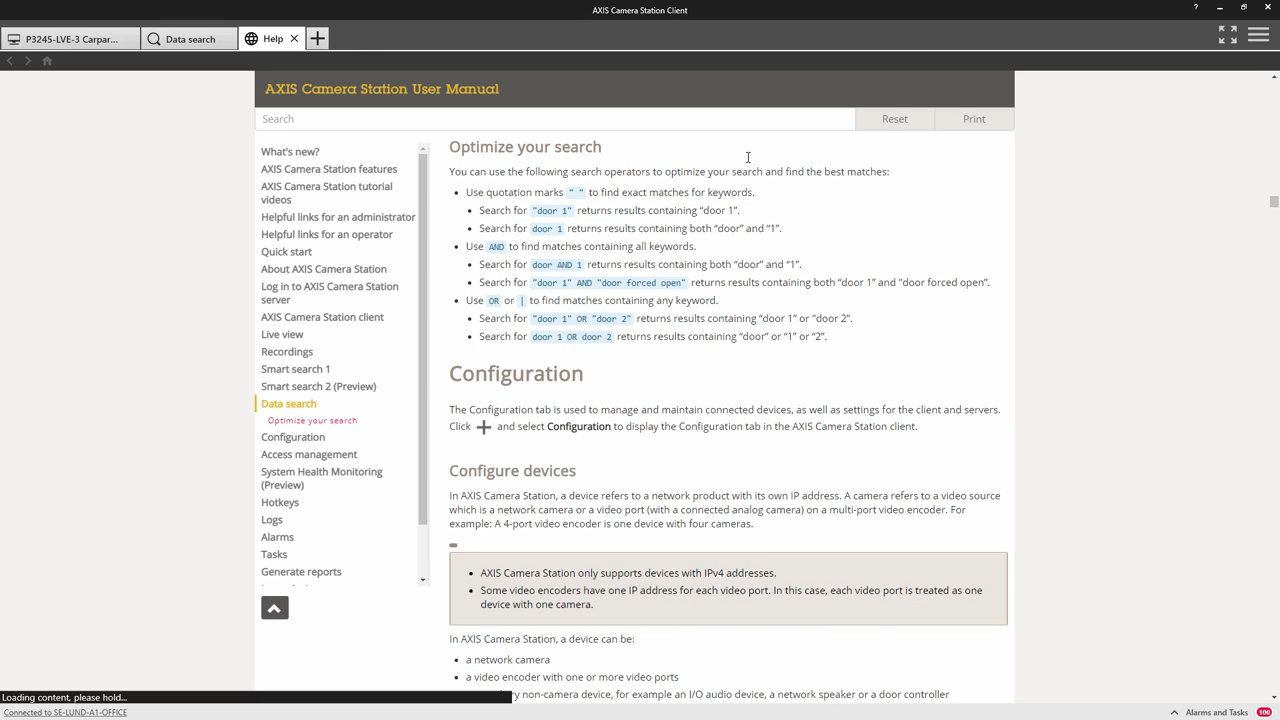 AXIS Camera Station Client
?
P3245-LVE-3 Carpar...
Data search
Help
AXIS Camera Station User Manual
Search
Reset
Print
What's new?
AXIS Camera Station features
AXIS Camera Station tutorial
videos
Helpful links for an administrator
Helpful links for an operator
Quick start
About AXIS Camera Station
Log in to AXIS Camera Station
server
AXIS Camera Station client
Live view
Recordings
Smart search 1
Smart search 2 (Preview)
Data search
Optimize your search
Configuration
Access management
System Health Monitoring
(Preview)
Hotkeys
Logs
Alarms
Tasks
Generate reports
Optimize your search
You can use the following search operators to optimize your search and find the best matches:
• Use quotation marks " " to find exact matches for keywords.
• Search for "door 1" returns results containing “door 1”.
• Search for door 1 returns results containing both “door” and “1”.
• Use AND to find matches containing all keywords.
• Search for door AND 1 returns results containing both “door” and “1”.
• Search for "door 1" AND "door forced open" returns results containing both “door 1” and "door forced open”.
• Use OR or | to find matches containing any keyword.
• Search for "door 1" OR "door 2" returns results containing “door 1” or "door 2”.
• Search for door 1 OR door 2 returns results containing “door” or “1” or “2”.
Configuration
The Configuration tab is used to manage and maintain connected devices, as well as settings for the client and servers.
Click + and select Configuration to display the Configuration tab in the AXIS Camera Station client.
Configure devices
In AXIS Camera Station, a device refers to a network product with its own IP address. A camera refers to a video source
which is a network camera or a video port (with a connected analog camera) on a multi-port video encoder. For
example: A 4-port video encoder is one device with four cameras.
• AXIS Camera Station only supports devices with IPv4 addresses.
• Some video encoders have one IP address for each video port. In this case, each video port is treated as one
device with one camera.
In AXIS Camera Station, a device can be:
• a network camera
• a video encoder with one or more video ports
non-camera device, for example an I/O audio device, a network speaker or a door controller
Loading content, please hold...
Connected to SE-LUND-A1-OFFICE
Alarms and Tasks 100